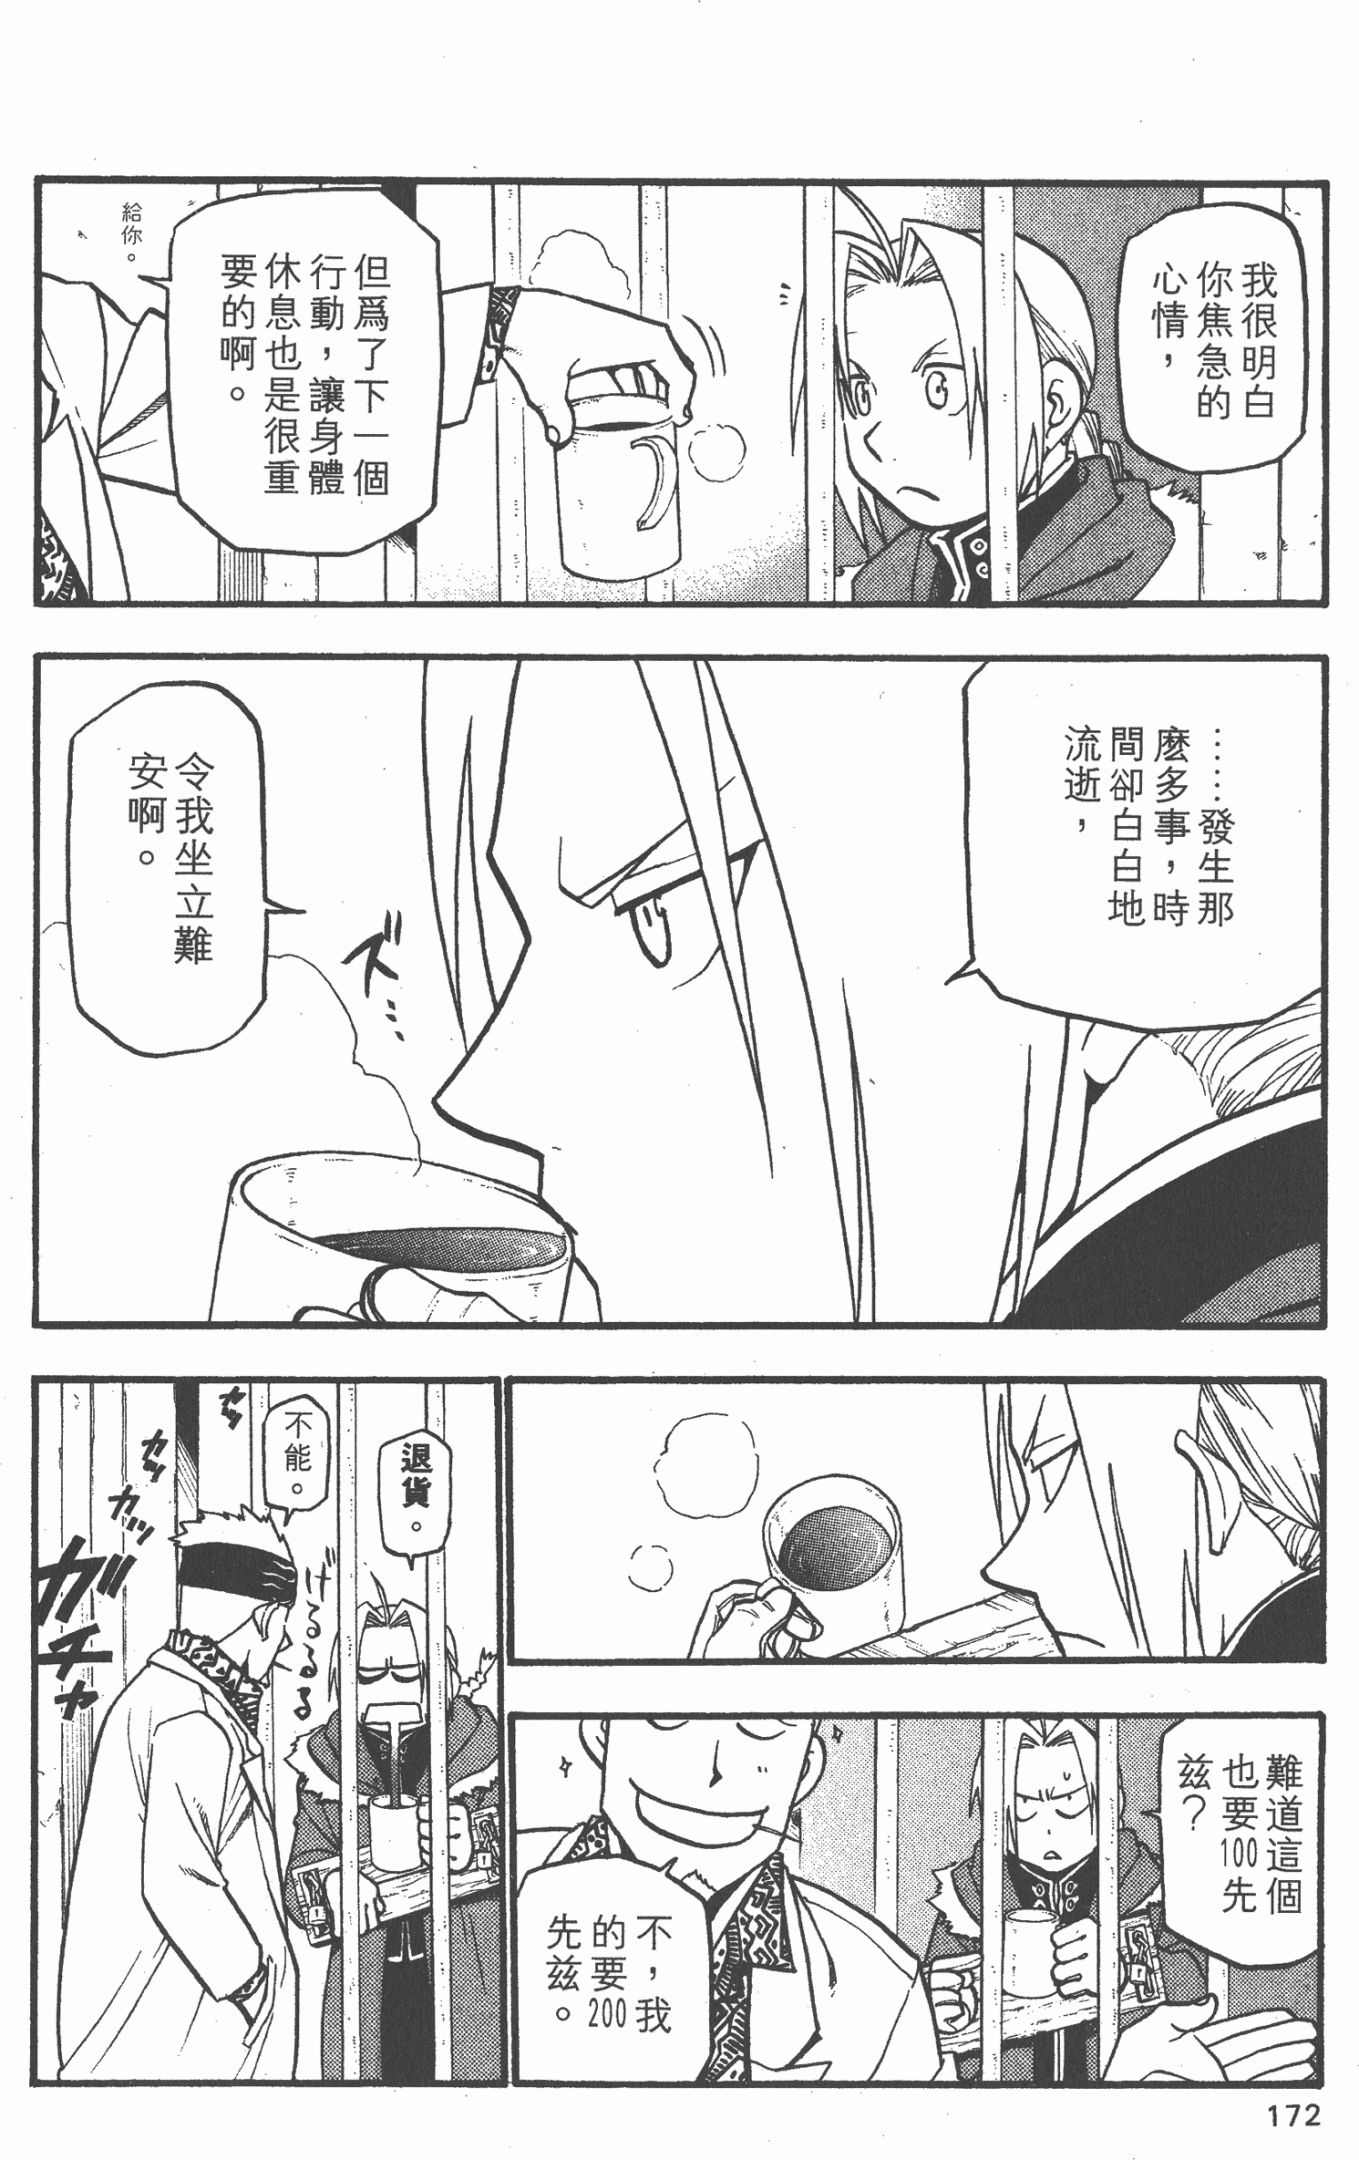 我很明白
你焦急的
心情，
但爲了下一個
行動，讓身體
休息也是很重
要的啊。
給你。
……發生那
麼多事，時
間卻白白地
流逝，
ズ…
令我坐立難
安啊。
難道這個
也要100先
茲？
不，我
的要200
先茲。
退貨。
げるるる
不能。
ャッ
カッ
カッ
ガチャ
172